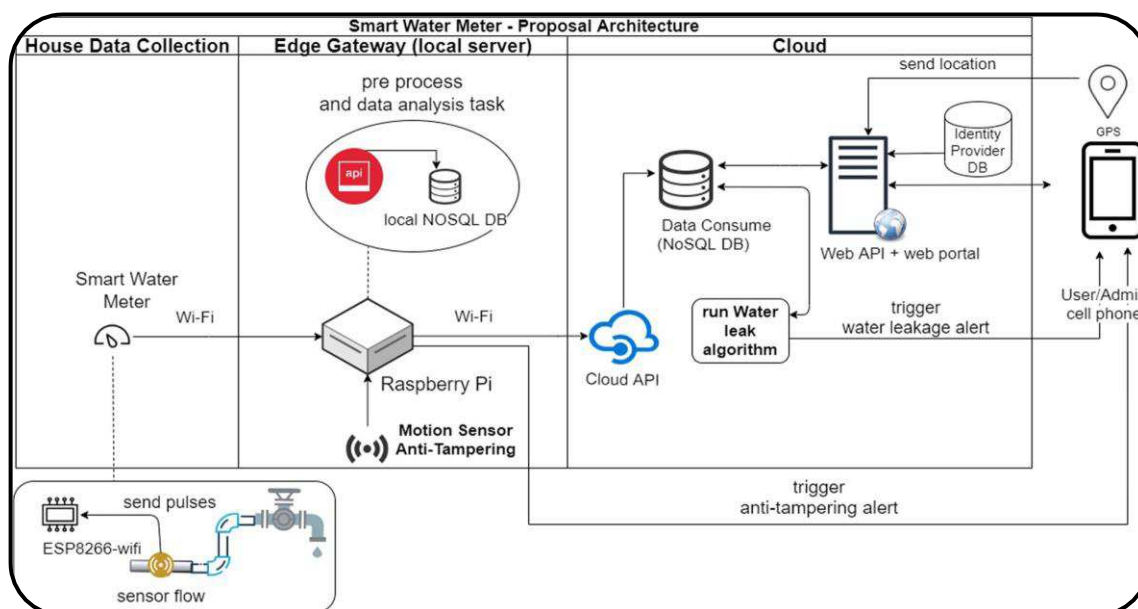 Smart Water Meter - Proposal Architecture
House Data Collection
Edge Gateway (local server)
Cloud
pre process
and data analysis task
api
local NOSQL DB
Smart Water
Meter
Wi-Fi
Raspberry Pi
Motion Sensor
Anti-Tampering
Wi-Fi
Cloud API
Data Consume
(NoSQL DB)
run Water
leak
algorithm
send location
Identity
Provider
DB
Web API + web portal
trigger
water leakage alert
GPS
User/Admin
cell phone
trigger
anti-tampering alert
send pulses
ESP8266-wifi
sensor flow